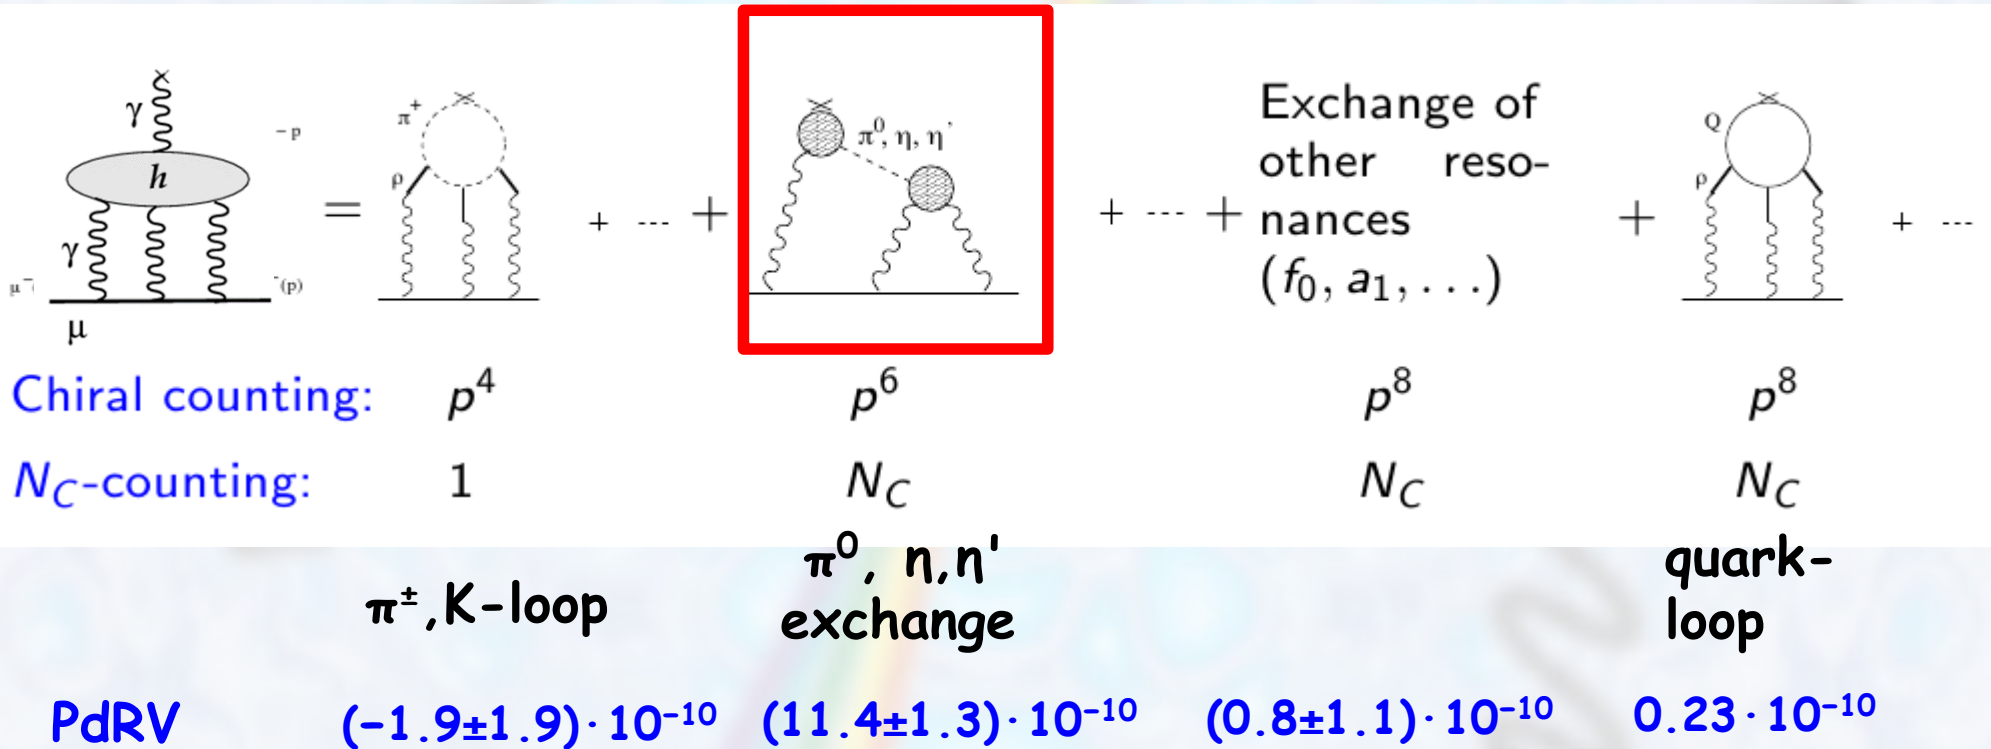 γ
h
γ
μ
μ⁻
– p
⁻(p)
=
π⁺
ρ
+ ---
+
π⁰, η, η'
+ --- +
Exchange of
other reso-
nances
(f₀, a₁, . . .)
+
Q
ρ
+ ---
Chiral counting: p⁴ p⁶ p⁸ p⁸
N_C-counting: 1 N_C N_C N_C
π±,K-loop
π⁰, η,η'
exchange
quark-
loop
PdRV (-1.9±1.9)·10⁻¹⁰ (11.4±1.3)·10⁻¹⁰ (0.8±1.1)·10⁻¹⁰ 0.23·10⁻¹⁰